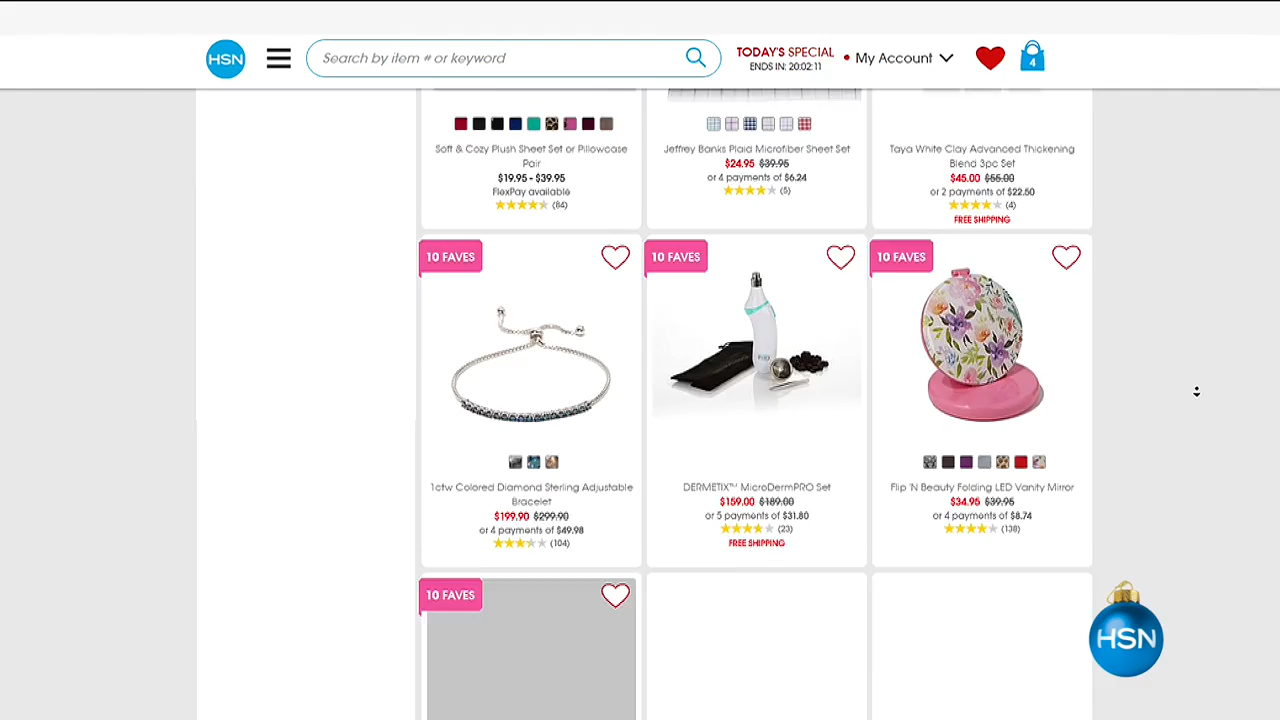 HSN
Search by item # or keyword
TODAY'S SPECIAL
ENDS IN: 20:02:11
My Account
4
Soft & Cozy Plush Sheet Set or Pillowcase
Pair
$19.95 - $39.95
FlexPay available
(84)
Jeffrey Banks Plaid Microfiber Sheet Set
$24.95 $39.95
or 4 payments of $6.24
(5)
Taya White Clay Advanced Thickening
Blend 3pc Set
$45.00 $55.00
or 2 payments of $22.50
(4)
FREE SHIPPING
10 FAVES
1ctw Colored Diamond Sterling Adjustable
Bracelet
$199.90 $299.90
or 4 payments of $49.98
(104)
10 FAVES
DERMETIX™ MicroDermPRO Set
$159.00 $189.00
or 5 payments of $31.80
(23)
FREE SHIPPING
10 FAVES
Flip 'N Beauty Folding LED Vanity Mirror
$34.95 $39.95
or 4 payments of $8.74
(138)
10 FAVES
HSN